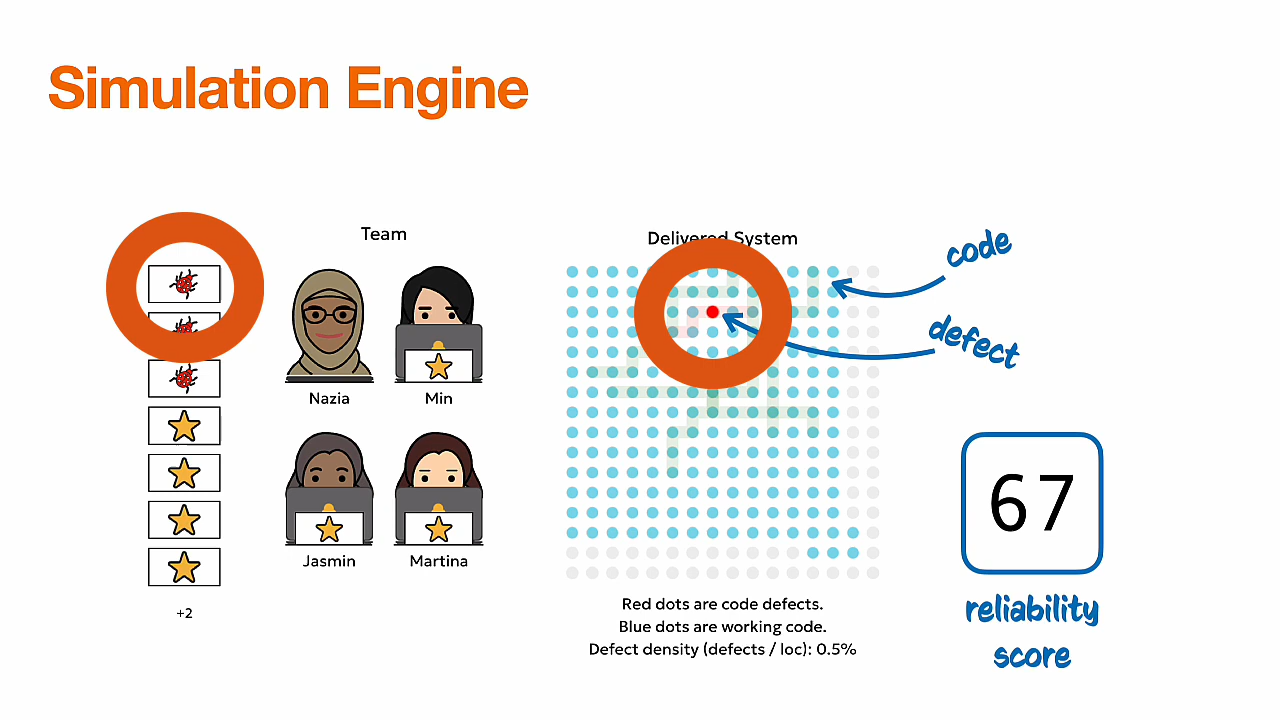 Simulation Engine
Team
Delivered System
code
defect
Nazia
Min
Jasmin
Martina
67
+2
reliability
score
Red dots are code defects.
Blue dots are working code.
Defect density (defects / loc): 0.5%